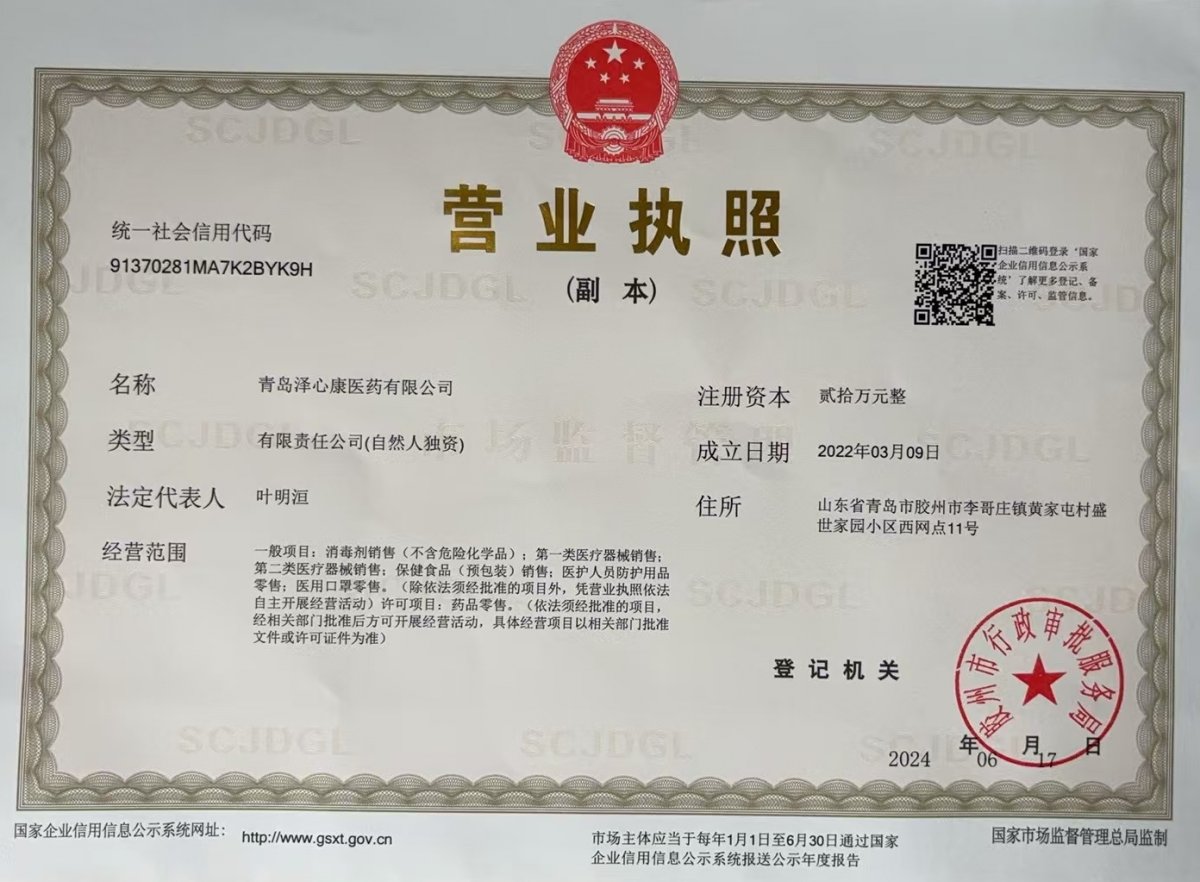 营业执照
(副 本)
统一社会信用代码
91370281MA7K2BYK9H
扫描二维码登录‘国家
企业信用信息公示系
统’了解更多登记、备
案、许可、监管信息。
名称 青岛泽心康医药有限公司
类型 有限责任公司(自然人独资)
法定代表人 叶明洹
经营范围 一般项目：消毒剂销售（不含危险化学品）；第一类医疗器械销售；
第二类医疗器械销售；保健食品（预包装）销售；医护人员防护用品
零售；医用口罩零售。（除依法须经批准的项目外，凭营业执照依法
自主开展经营活动）许可项目：药品零售。（依法须经批准的项目，
经相关部门批准后方可开展经营活动，具体经营项目以相关部门批准
文件或许可证件为准）
注册资本 贰拾万元整
成立日期 2022年03月09日
住所 山东省青岛市胶州市李哥庄镇黄家屯村盛
世家园小区西网点11号
登记机关
胶州市行政审批服务局
2024 年 06 月 17 日
国家企业信用信息公示系统网址： http://www.gsxt.gov.cn
市场主体应当于每年1月1日至6月30日通过国家
企业信用信息公示系统报送公示年度报告
国家市场监督管理总局监制
SCJDGL
SCJDGL
SCJDGL
SCJDGL
SCJDGL
SCJDGL
SCJDGL
市场监督管理
SCJDGL
SCJDGL
SCJDGL
SCJDGL
SCJDGL
SCJDGL